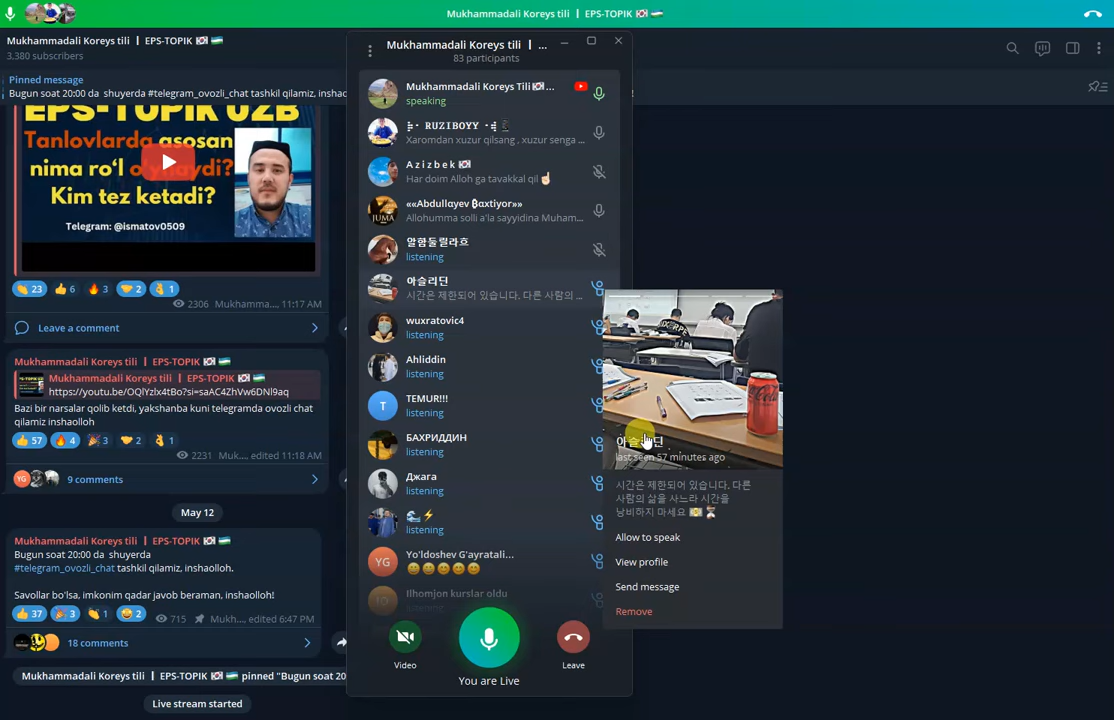 Mukhammadali Koreys tili | EPS-TOPIK 🇰🇷 🇺🇿
Mukhammadali Koreys tili | EPS-TOPIK 🇰🇷 🇺🇿
3.380 subscribers
Pinned message
Bugun soat 20:00 da shuyerda #telegram_ovozli_chat tashkil qilamiz, inshao
EPS-TOPIK UZB
Tanlovlarda asosan
nima ro'l o'ynaydi?
Kim tez ketadi?
Telegram: @ismatov0509
👏 23 👍 6 🔥 3 🤝 2 👌 1
2306 Mukhamma..., 11:17 AM
Leave a comment
Mukhammadali Koreys tili | EPS-TOPIK 🇰🇷 🇺🇿
Mukhammadali Koreys tili | EPS-TOPIK 🇰🇷 🇺🇿
https://youtu.be/OQlYzlx4tBo?si=saAC4ZhVw6DNl9aq
Bazi bir narsalar qolib ketdi, yakshanba kuni telegramda ovozli chat
qilamiz inshaolloh
👍 57 🔥 4 🎉 3 🤝 2 👌 1
2231 Muk..., edited 11:18 AM
YG 9 comments
May 12
Mukhammadali Koreys tili | EPS-TOPIK 🇰🇷 🇺🇿
Bugun soat 20:00 da shuyerda
#telegram_ovozli_chat tashkil qilamiz, inshaolloh.
Savollar bo'lsa, imkonim qadar javob beraman, inshaolloh!
👍 37 🎉 3 👏 1 🤩 2
715 Mukh... edited 6:47 PM
18 comments
Mukhammadali Koreys tili | EPS-TOPIK 🇰🇷 🇺🇿 pinned "Bugun soat 20
Live stream started
Mukhammadali Koreys tili | ...
83 participants
Mukhammadali Koreys Tili🇰🇷...
speaking
RUZIBOYY
Xaromdan xuzur qilsang , xuzur senga ...
A z i z b e k 🇰🇷
Har doim Alloh ga tavakkal qil☝🏻
JUMA
««Abdullαyev ₿αxtiyor»»
Allohumma solli a'la sayyidina Muham...
알함둘릴라흐
listening
아슬리딘
시간은 제한되어 있습니다. 다른 사람의 ...
wuxratovic4
listening
Ahliddin
listening
T
TEMUR!!!
listening
БАХРИДДИН
listening
Джага
listening
🌊⚡
listening
YG
Yo'ldoshev G'ayratali...
😀😀😀😀😀
Ilhomjon kurslar oldu
Video
You are Live
Leave
아슬리딘
last seen 57 minutes ago
시간은 제한되어 있습니다. 다른
사람의 삶을 사느라 시간을
낭비하지 마세요 💴 ⏳
Allow to speak
View profile
Send message
Remove